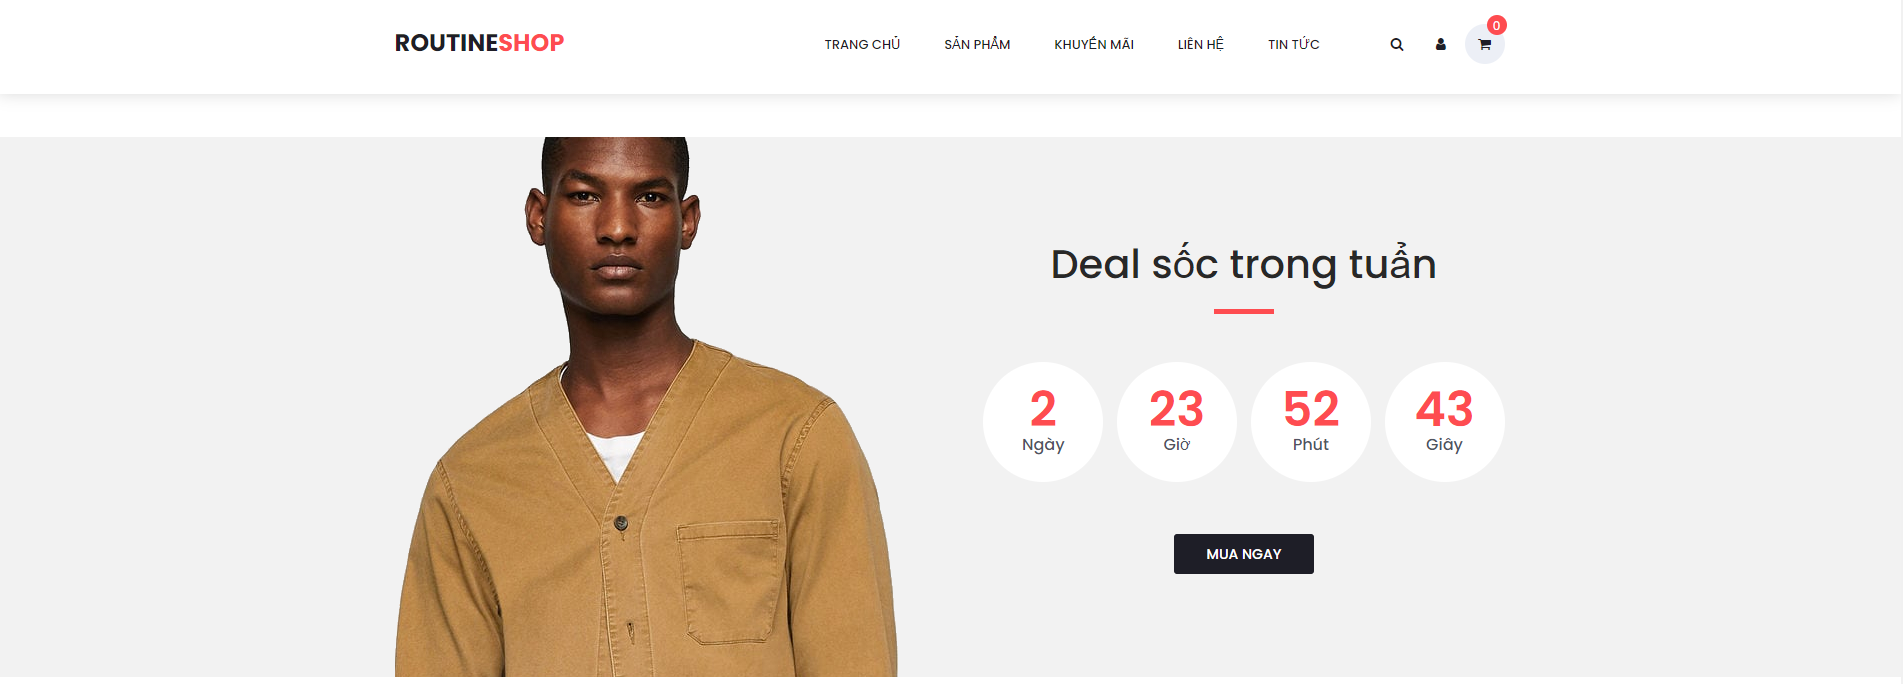 ROUTINESHOP
TRANG CHỦ SẢN PHẨM KHUYẾN MÃI LIÊN HỆ TIN TỨC 0
Deal sốc trong tuẩn
2 23 52 43
Ngày Giờ Phút Giây
MUA NGAY